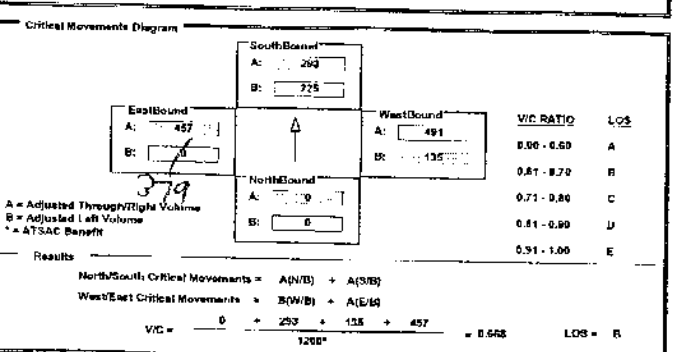 Critical Movements Diagram
SouthBound
A: 293
B: 225
EastBound
A: 457
B: 0
379
WestBound
A: 491
B: 135
NorthBound
A: 0
B: 0
V/C RATIO LOS
0.00 - 0.60 A
0.61 - 0.70 B
0.71 - 0.80 C
0.81 - 0.90 D
0.91 - 1.00 E
A = Adjusted Through/Right Volume
B = Adjusted Left Volume
* = ATSAC Benefit
Results
North/South Critical Movements = A(N/B) + A(S/B)
West/East Critical Movements = B(W/B) + A(E/B)
V/C = 0 + 293 + 135 + 457 = 0.668 LOS = B
1200*